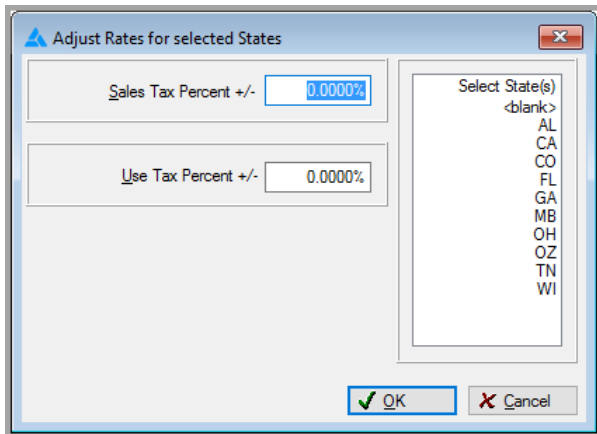 Adjust Rates for selected States
Sales Tax Percent +/- 0.0000%
Use Tax Percent +/- 0.0000%
Select State(s)
<blank>
AL
CA
CO
FL
GA
MB
OH
OZ
TN
WI
OK
Cancel